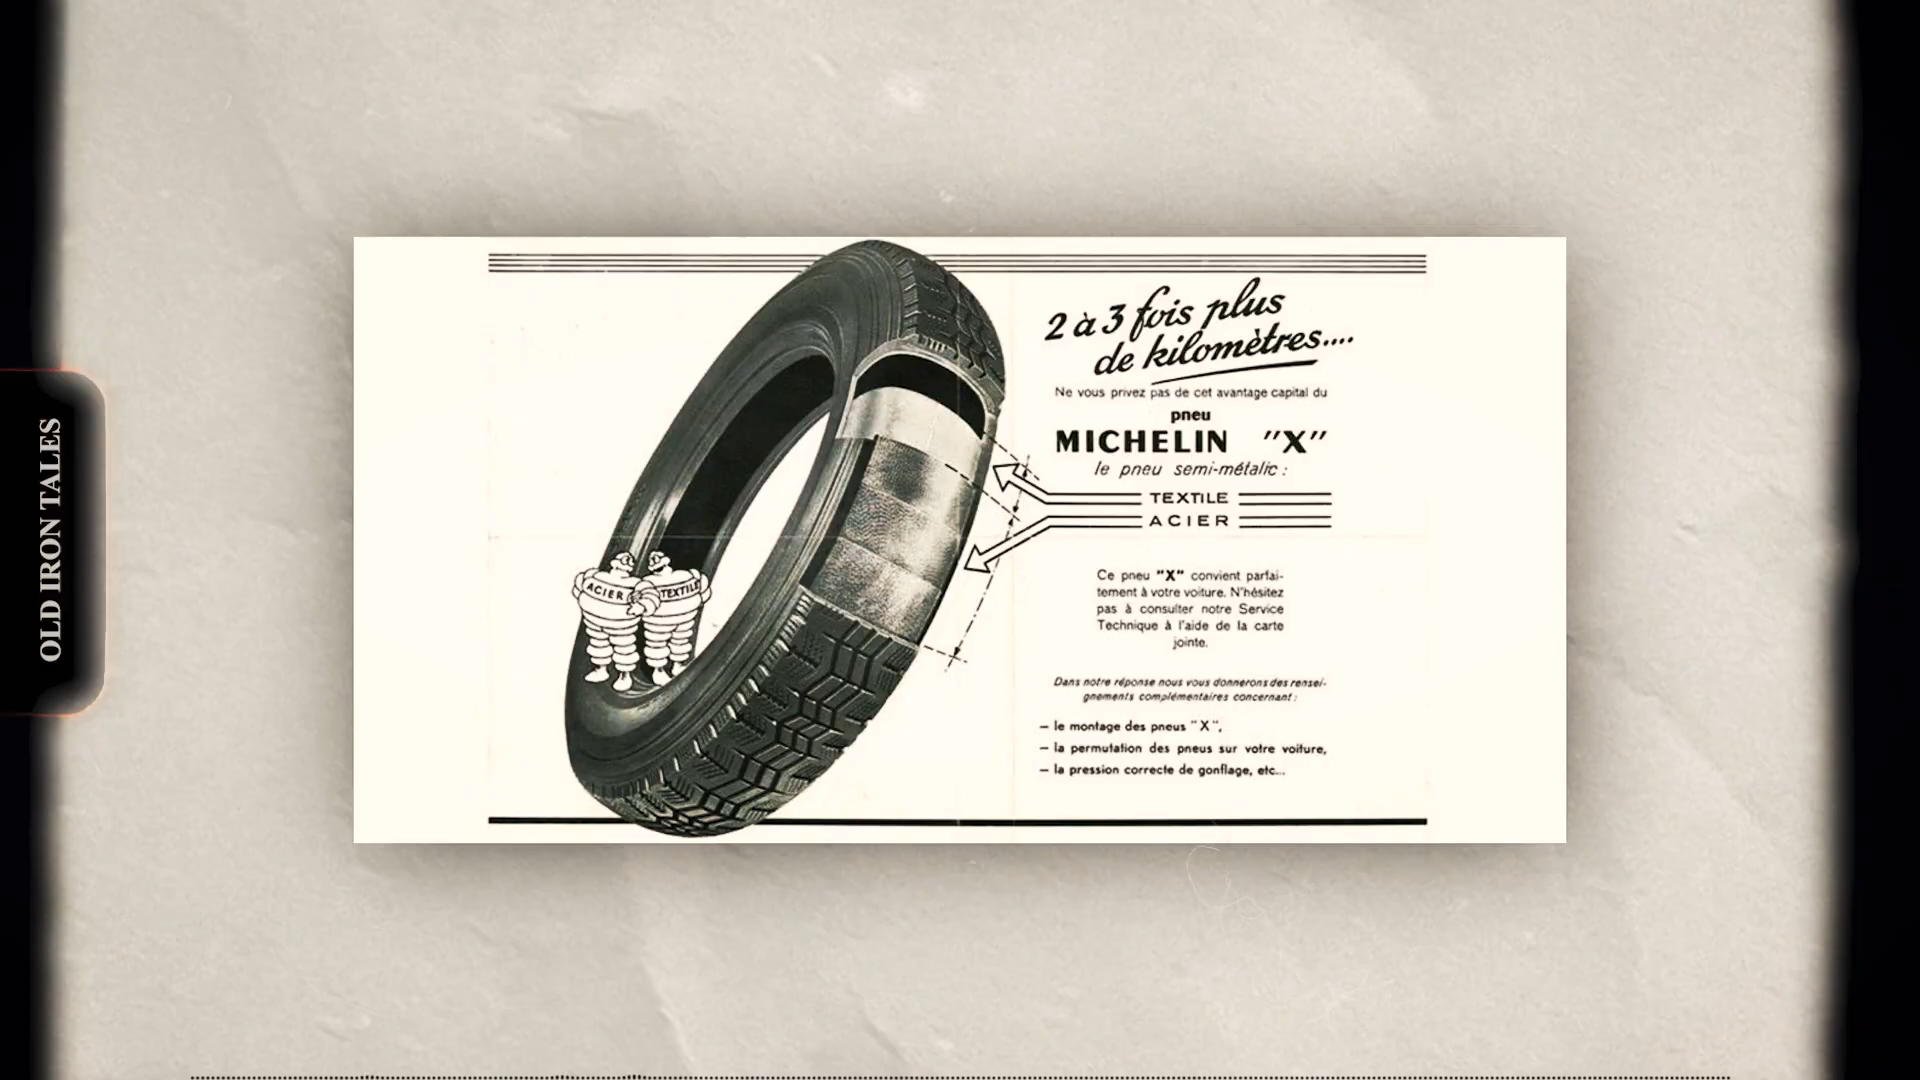 OLD IRON TALES
2 à 3 fois plus
de kilomètres....
Ne vous privez pas de cet avantage capital du
pneu
MICHELIN "X"
le pneu semi-métalic :
TEXTILE
ACIER
ACIER TEXTILE
Ce pneu "X" convient parfai-
tement à votre voiture. N'hésitez
pas à consulter notre Service
Technique à l'aide de la carte
jointe.
Dans notre réponse nous vous donnerons des rensei-
gnements complémentaires concernant :
— le montage des pneus "X",
— la permutation des pneus sur votre voiture,
— la pression correcte de gonflage, etc...